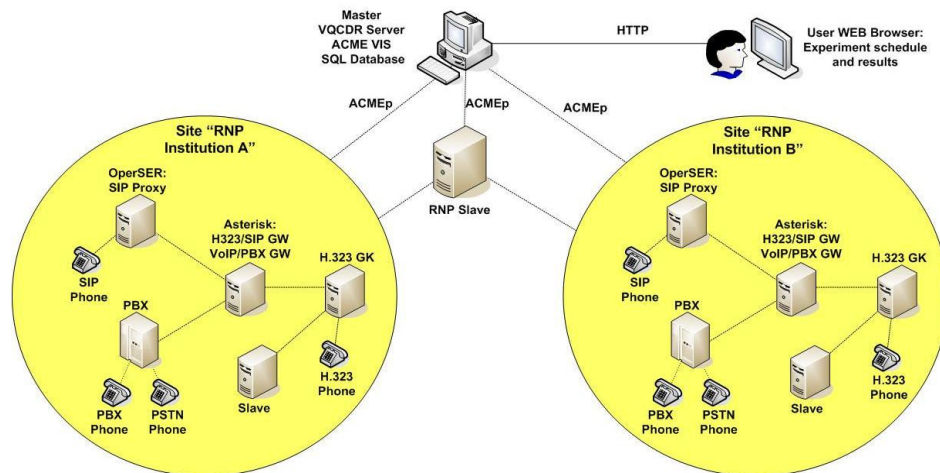 Master
VQCDR Server
ACME VIS
SQL Database
HTTP
User WEB Browser:
Experiment schedule
and results
ACMEp
ACMEp
ACMEp
RNP Slave
Site “RNP
Institution A”
OperSER:
SIP Proxy
Asterisk:
H323/SIP GW
VoIP/PBX GW
H.323 GK
SIP
Phone
PBX
PBX
Phone
PSTN
Phone
Slave
H.323
Phone
Site “RNP
Institution B”
OperSER:
SIP Proxy
Asterisk:
H323/SIP GW
VoIP/PBX GW
H.323 GK
SIP
Phone
PBX
PBX
Phone
PSTN
Phone
Slave
H.323
Phone